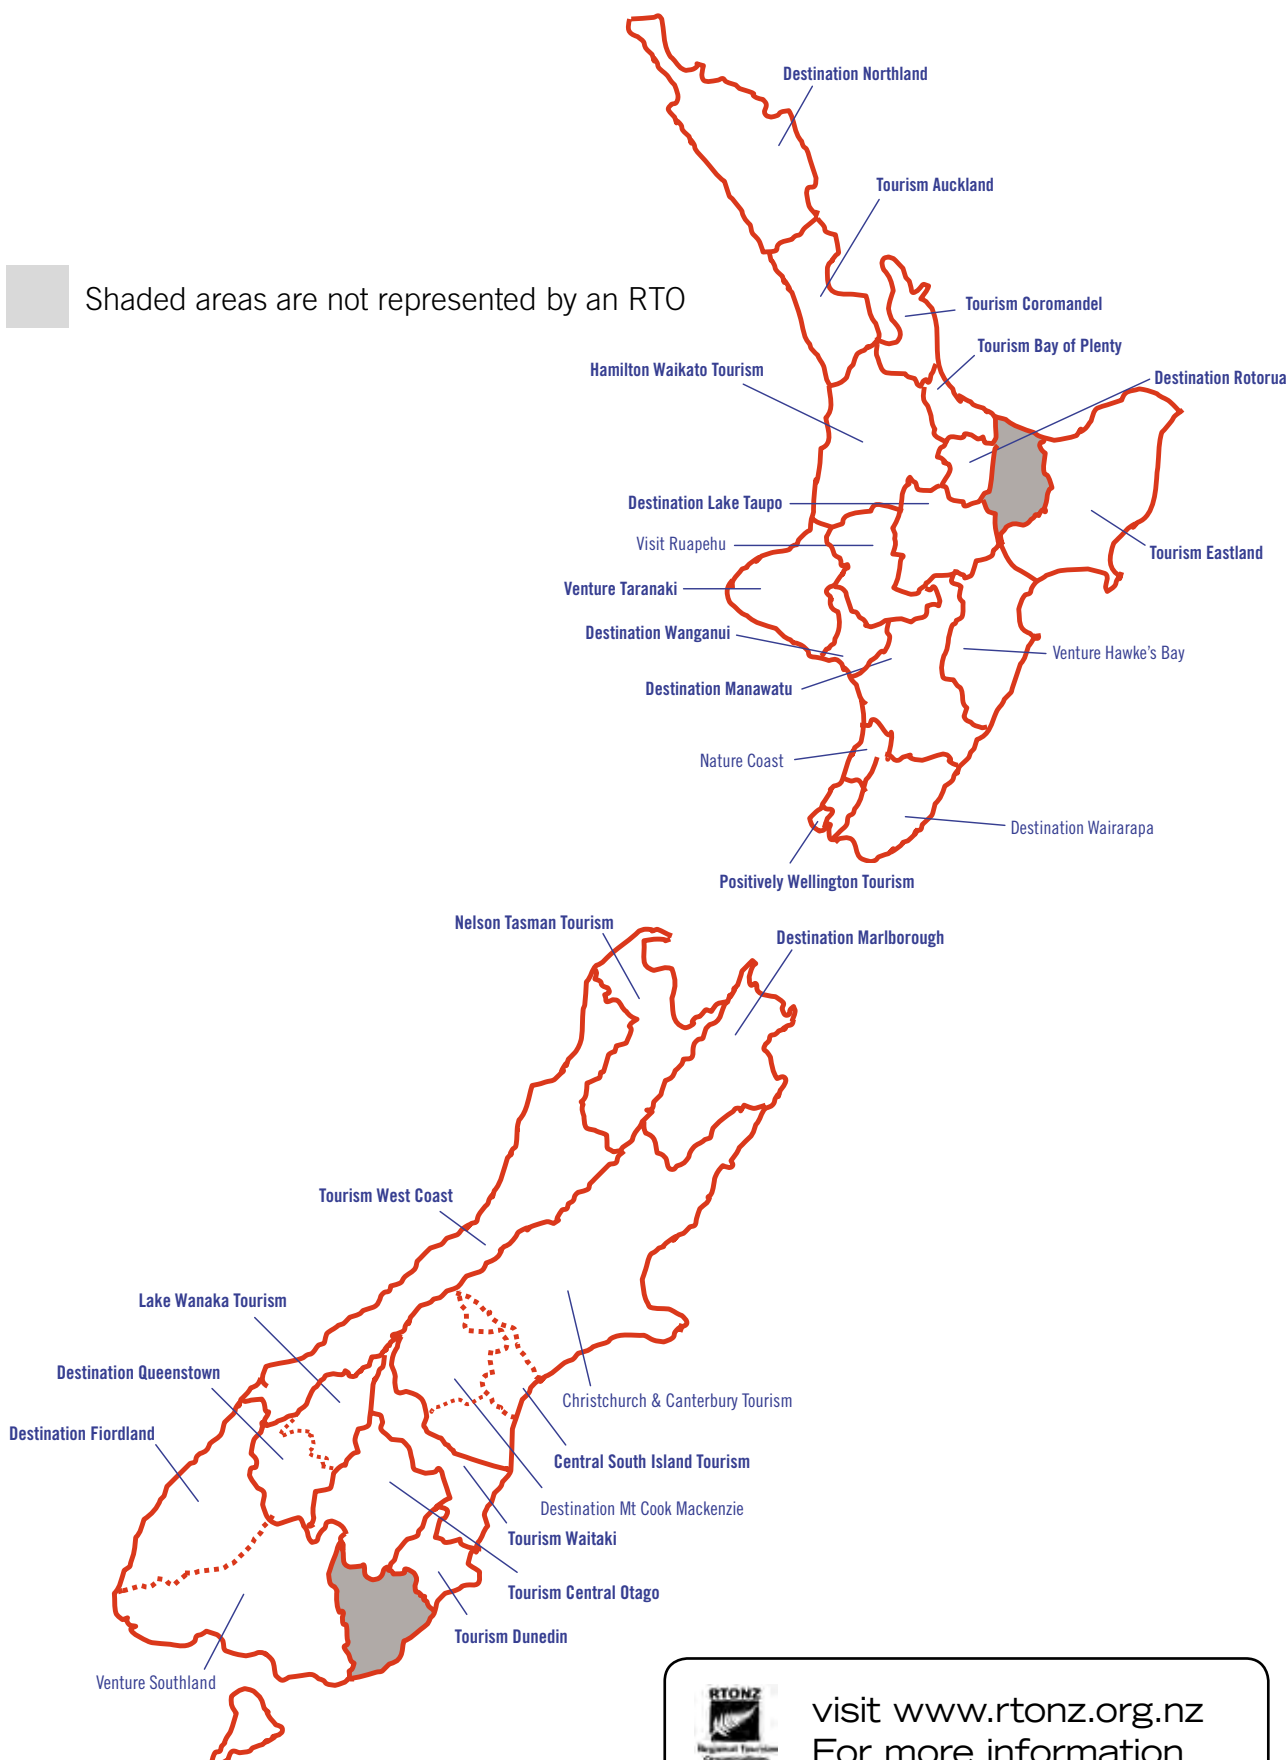 Destination Northland
Tourism Auckland
Shaded areas are not represented by an RTO
Tourism Coromandel
Tourism Bay of Plenty
Hamilton Waikato Tourism
Destination Rotorua
Destination Lake Taupo
Visit Ruapehu
Tourism Eastland
Venture Taranaki
Destination Wanganui
Venture Hawke's Bay
Destination Manawatu
Nature Coast
Destination Wairarapa
Positively Wellington Tourism
Nelson Tasman Tourism
Destination Marlborough
Tourism West Coast
Lake Wanaka Tourism
Destination Queenstown
Christchurch & Canterbury Tourism
Destination Fiordland
Central South Island Tourism
Destination Mt Cook Mackenzie
Tourism Waitaki
Tourism Central Otago
Tourism Dunedin
Venture Southland
RTONZ
Regional Tourism
visit www.rtonz.org.nz
For more information